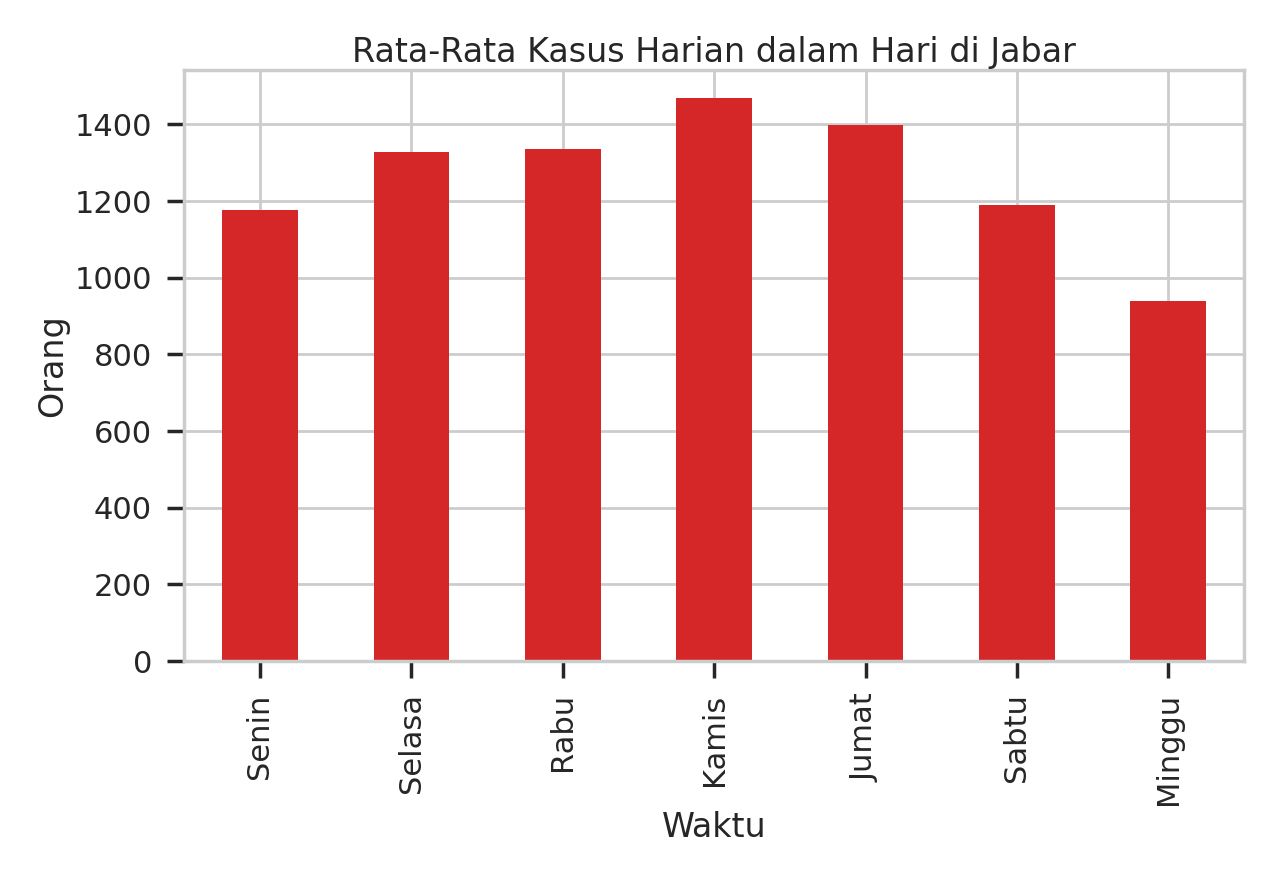 Rata-Rata Kasus Harian dalam Hari di Jabar
1400
1200
1000
800
600
400
200
0
Orang
Senin
Selasa
Rabu
Kamis
Jumat
Sabtu
Minggu
Waktu